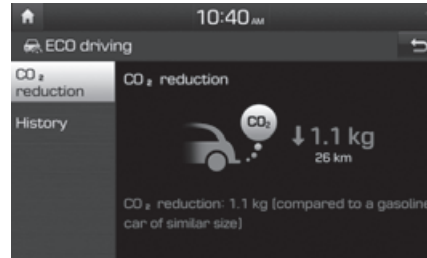 10:40 AM
ECO driving
CO₂
reduction
History
CO₂ reduction
CO₂
↓1.1 kg
26 km
CO₂ reduction: 1.1 kg (compared to a gasoline
car of similar size)